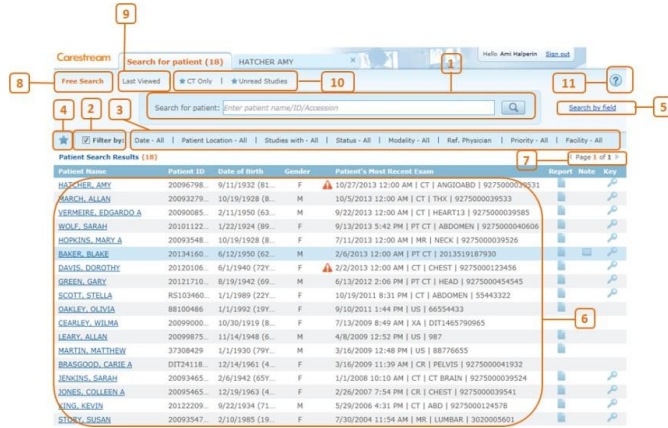 9
Carestream Search for patient (18) HATCHER AMY × Hello Ami Halperin Sign out
8 Free Search Last Viewed CT Only | Unread Studies 10 1 11 ?
Search for patient: Enter patient name/ID/Accession Search by field 5
4 2 3
Filter by: Date - All | Patient Location - All | Studies with - All | Status - All | Modality - All | Ref. Physician | Priority - All | Facility - All
Patient Search Results (18) 7 < Page 1 of 1 >
Patient Name Patient ID Date of Birth Gender Patient's Most Recent Exam Report Note Key
HATCHER, AMY 20096798... 9/11/1932 (81... F 10/27/2013 12:00 AM | CT | ANGIOABD | 9275000039531
MARCH, ALLAN 20093279... 10/19/1928 (8... M 10/5/2013 12:00 AM | CT | THX | 9275000039533
VERMEIRE, EDGARDO A 20090085... 2/11/1950 (63... M 9/22/2013 12:00 AM | CT | HEART13 | 9275000039585
WOLF, SARAH 20101122... 1/22/1924 (89... F 9/13/2013 5:42 PM | PT CT | ABDOMEN | 9275000040606
HOPKINS, MARY A 20093548... 10/19/1928 (8... F 7/11/2013 12:00 AM | MR | NECK | 9275000039526
BAKER, BLAKE 20134160... 6/12/1950 (62... M 2/6/2013 12:00 AM | PT CT | 2013519187930
DAVIS, DOROTHY 20120106... 6/1/1940 (72Y... F 2/2/2013 12:00 AM | CT | CHEST | 9275000123456
GREEN, GARY 20121710... 8/19/1942 (69... M 6/13/2012 2:06 PM | PT CT | HEAD | 9275000454545
SCOTT, STELLA RS103460... 1/1/1989 (22Y... F 10/19/2011 8:31 PM | CT | ABDOMEN | 55443322
OAKLEY, OLIVIA 88100486 1/1/1992 (19Y... F 9/10/2011 1:44 PM | US | 66554433
CEARLEY, WILMA 20099000... 10/30/1919 (8... F 7/13/2009 8:49 AM | XA | DIT1465790965
6
LEARY, ALLAN 20099875... 11/14/1948 (6... M 4/8/2009 12:52 PM | US | 987
MARTIN, MATTHEW 37308429 1/1/1930 (79Y... M 3/16/2009 12:48 PM | US | 88776655
BRASGOOD, CARIE A DIT24118... 12/14/1961 (4... F 3/16/2009 11:39 AM | CR | PELVIS | 9275000041932
JENKINS, SARAH 20093465... 2/6/1942 (65Y... F 1/1/2008 10:10 AM | CT | CT BRAIN | 9275000039524
JONES, COLLEEN A 20095465... 12/19/1963 (4... F 2/26/2007 7:54 PM | CR | CHEST | 9275000039541
KING, KEVIN 20122209... 9/22/1934 (71... M 5/29/2006 4:31 PM | CT | ABD | 9275000124578
STORY, SUSAN 20093547... 2/10/1985 (19... F 7/30/2004 11:54 AM | MR | LUMBAR | 3020005601